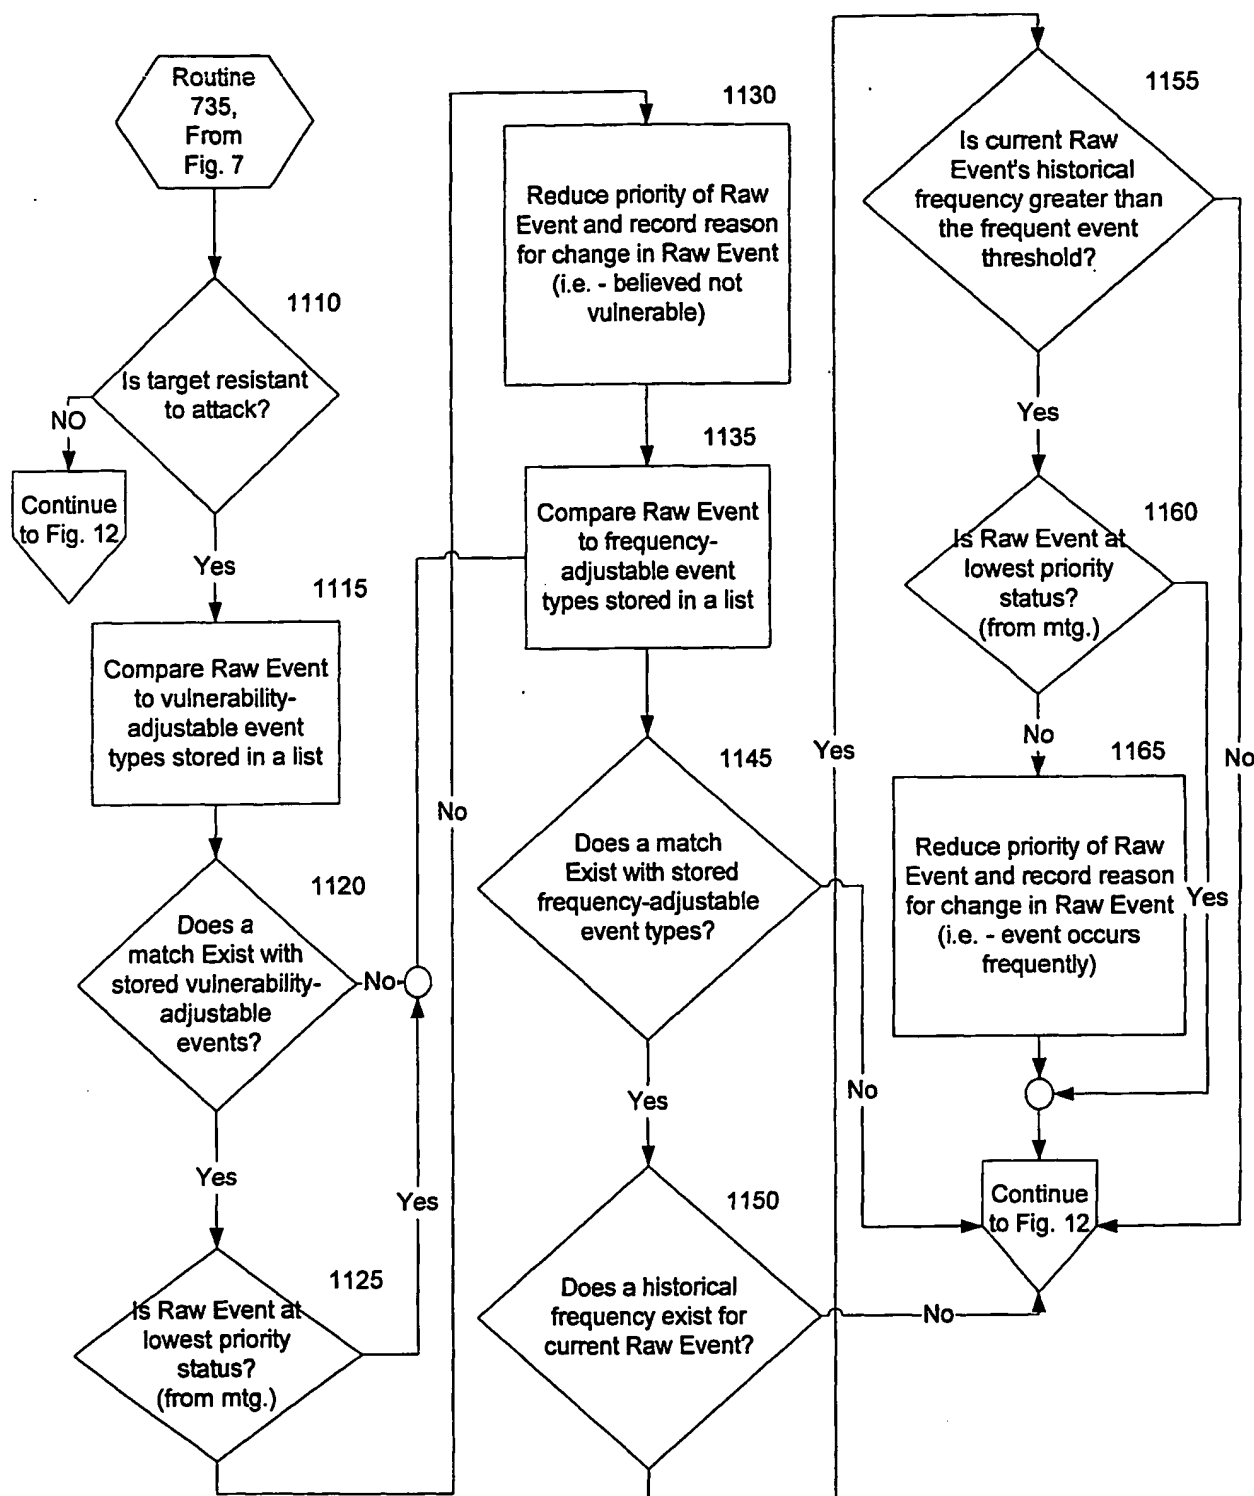 Routine
735,
From
Fig. 7
1110
Is target resistant
to attack?
NO
Continue
to Fig. 12
Yes
1115
Compare Raw Event
to vulnerability-
adjustable event
types stored in a list
1120
Does a
match Exist with
stored vulnerability-
adjustable
events?
No
Yes
1125
Is Raw Event at
lowest priority
status?
(from mtg.)
Yes
No
1130
Reduce priority of Raw
Event and record reason
for change in Raw Event
(i.e. - believed not
vulnerable)
1135
Compare Raw Event
to frequency-
adjustable event
types stored in a list
1145
Does a match
Exist with stored
frequency-adjustable
event types?
No
Yes
1150
Does a historical
frequency exist for
current Raw Event?
No
Yes
1155
Is current Raw
Event's historical
frequency greater than
the frequent event
threshold?
Yes
No
1160
Is Raw Event at
lowest priority
status?
(from mtg.)
No
Yes
1165
Reduce priority of Raw
Event and record reason
for change in Raw Event
(i.e. - event occurs
frequently)
Continue
to Fig. 12